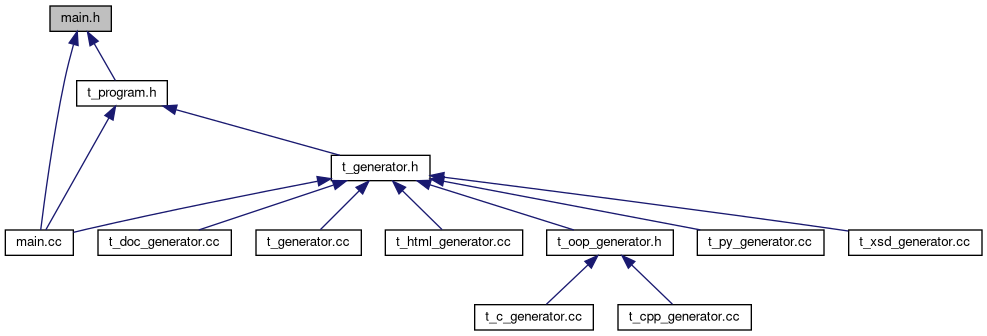 main.h
t_program.h
t_generator.h
main.cc
t_doc_generator.cc
t_generator.cc
t_html_generator.cc
t_oop_generator.h
t_py_generator.cc
t_xsd_generator.cc
t_c_generator.cc
t_cpp_generator.cc